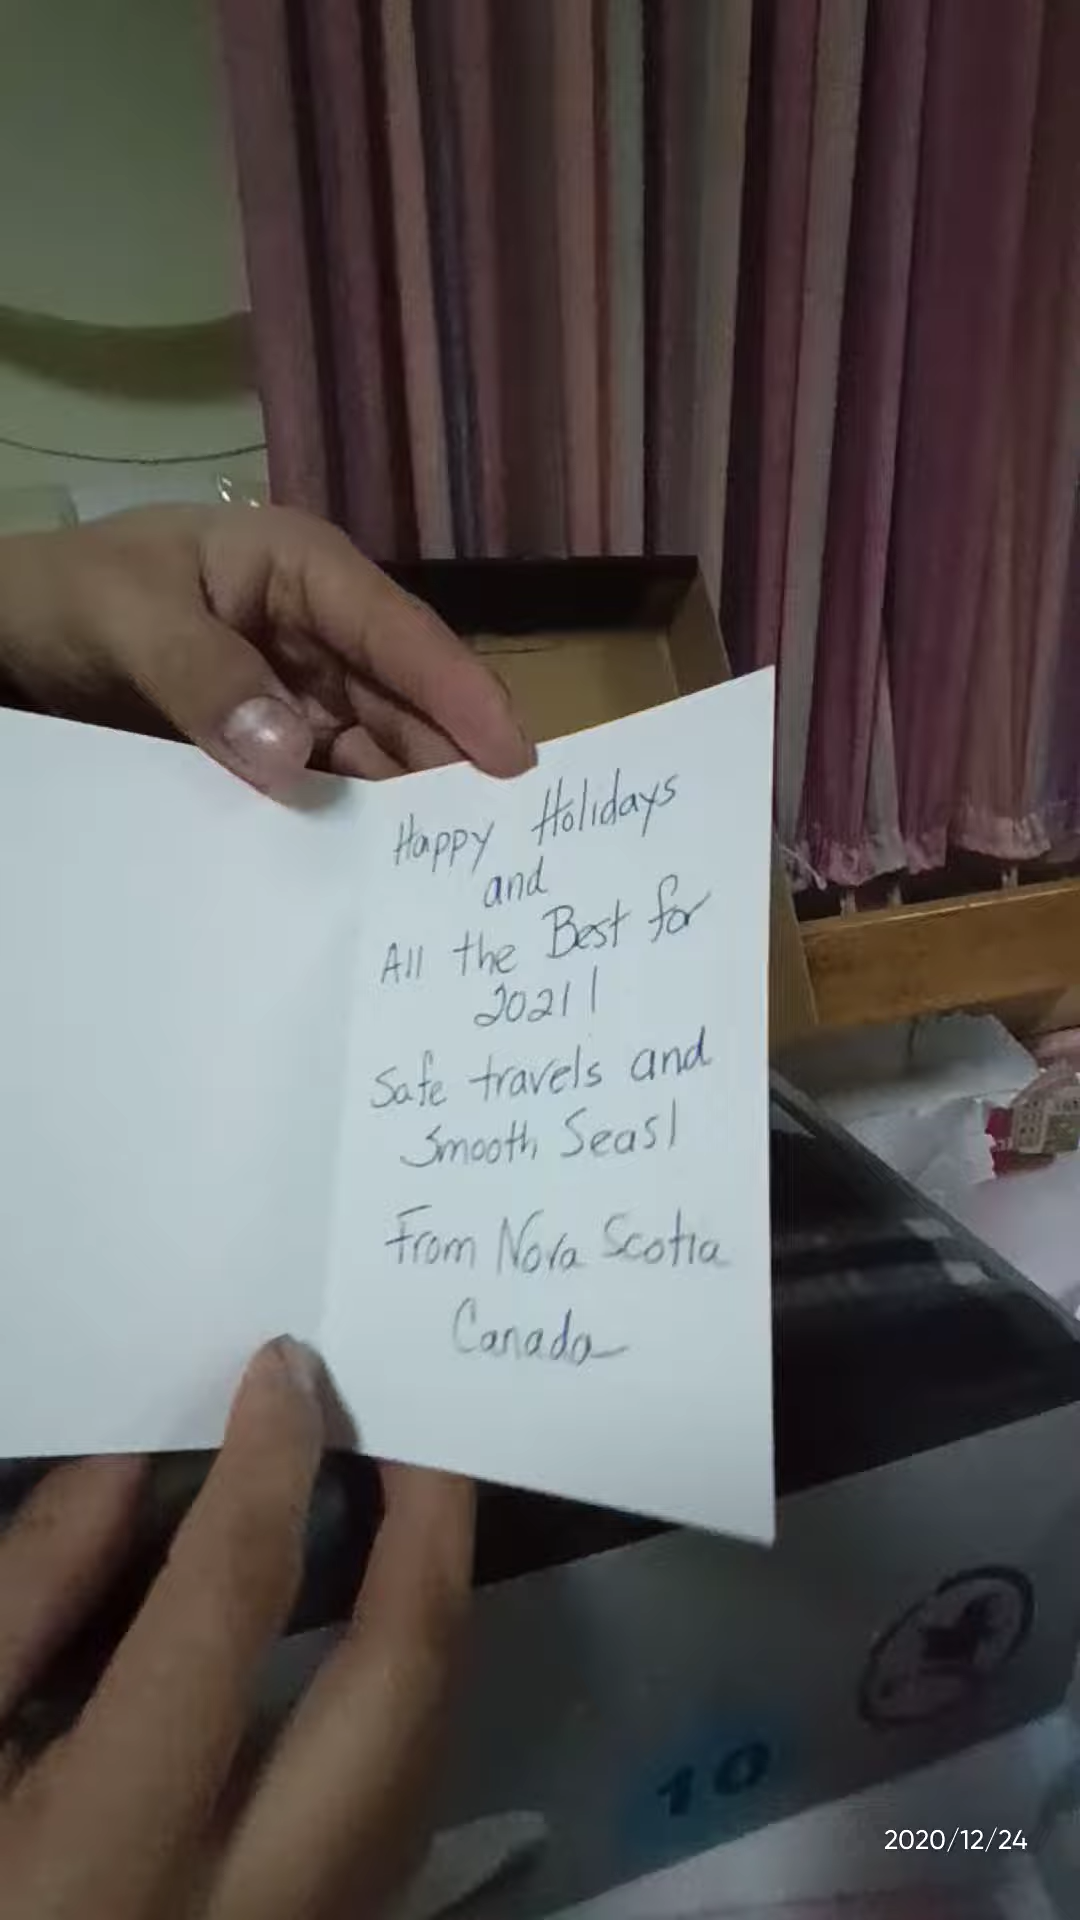 Happy Holidays
and
All the Best for
2021!
Safe travels and
Smooth Seas!
From Nova Scotia
Canada
10
2020/12/24